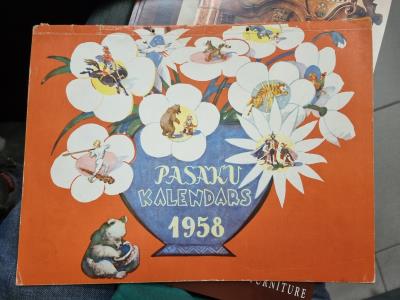 PASAKU
KALENDARS
1958
FURNITURE